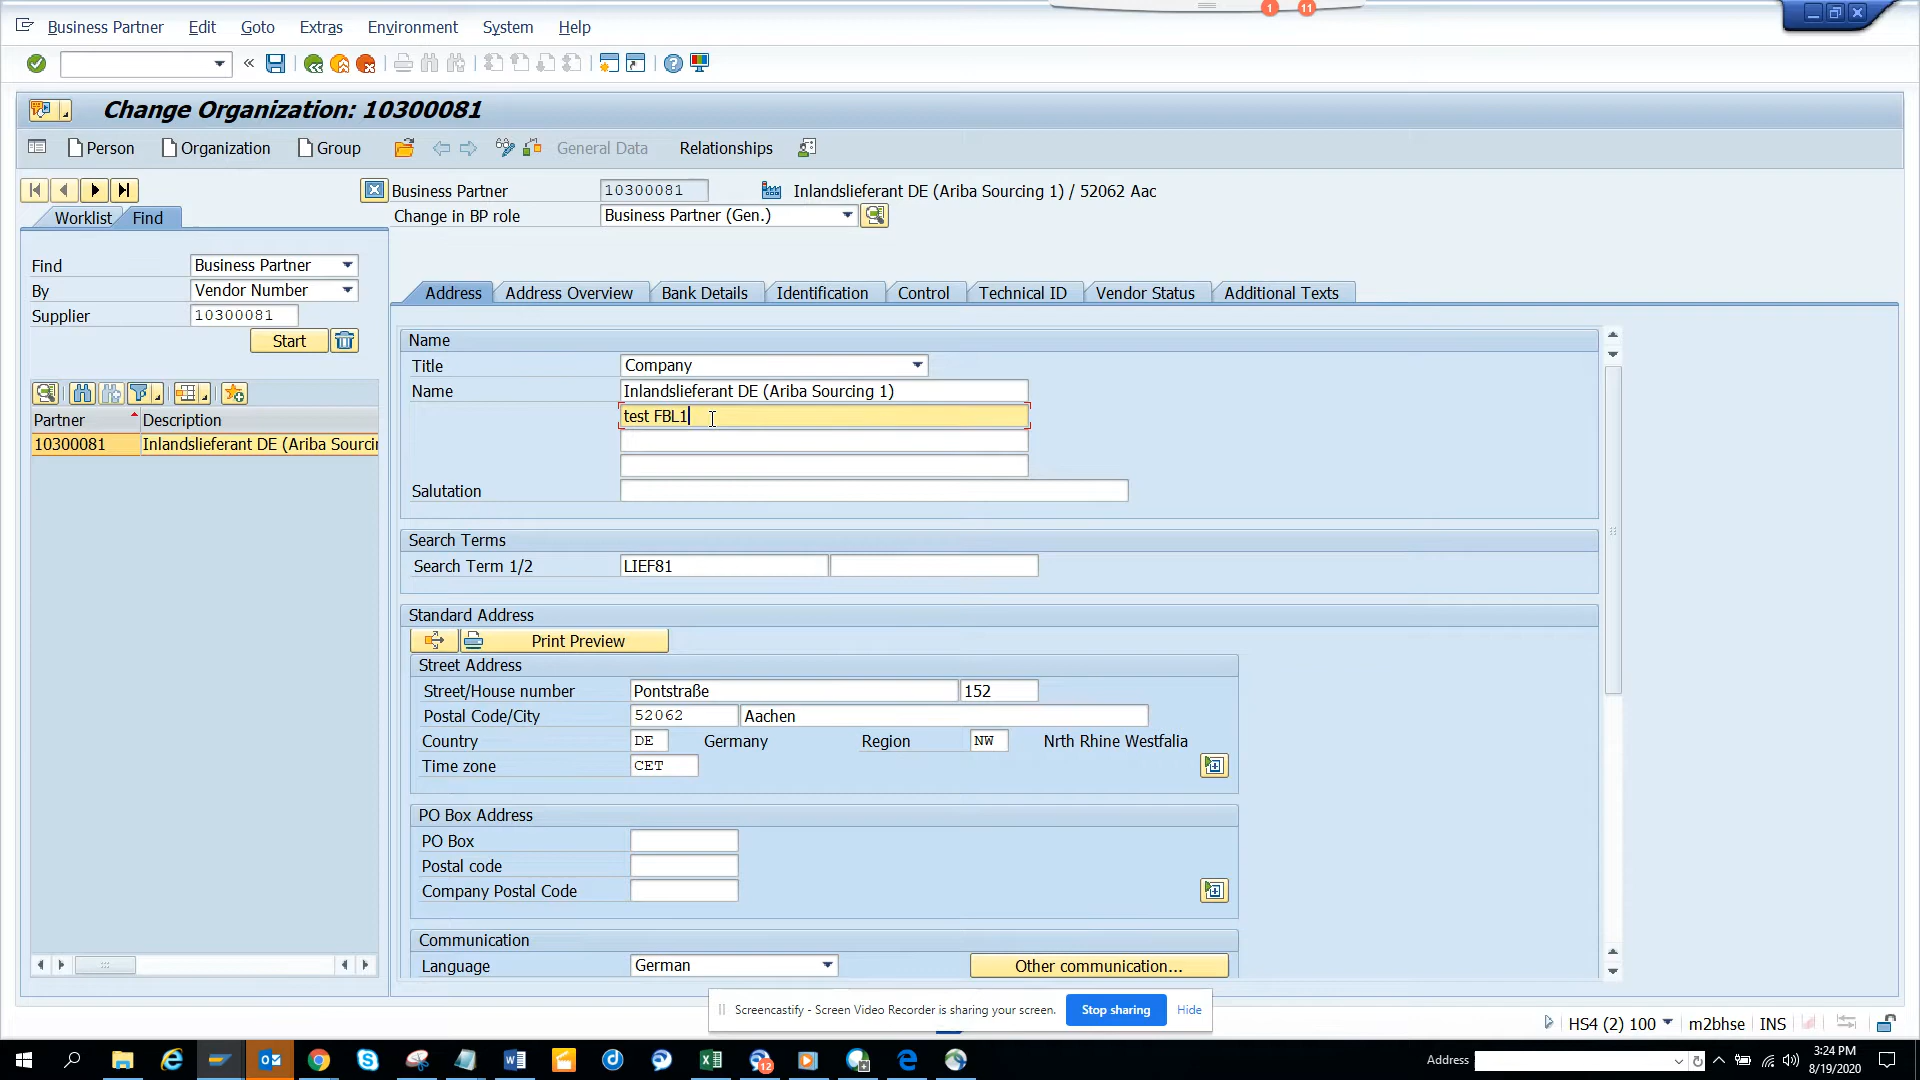 1 11
Business Partner Edit Goto Extras Environment System Help
«
Change Organization: 10300081
Person Organization Group General Data Relationships
Business Partner 10300081 Inlandslieferant DE (Ariba Sourcing 1) / 52062 Aac
Worklist Find
Change in BP role Business Partner (Gen.)
Find Business Partner
By Vendor Number
Supplier 10300081
Start
Address Address Overview Bank Details Identification Control Technical ID Vendor Status Additional Texts
Partner Description
10300081 Inlandslieferant DE (Ariba Sourcin
Name
Title Company
Name Inlandslieferant DE (Ariba Sourcing 1)
test FBL1
Salutation
Search Terms
Search Term 1/2 LIEF81
Standard Address
Print Preview
Street Address
Street/House number Pontstraße 152
Postal Code/City 52062 Aachen
Country DE Germany Region NW Nrth Rhine Westfalia
Time zone CET
PO Box Address
PO Box
Postal code
Company Postal Code
Communication
Language German Other communication...
Screencastify - Screen Video Recorder is sharing your screen. Stop sharing Hide
HS4 (2) 100 m2bhse INS
12
Address
3:24 PM
8/19/2020